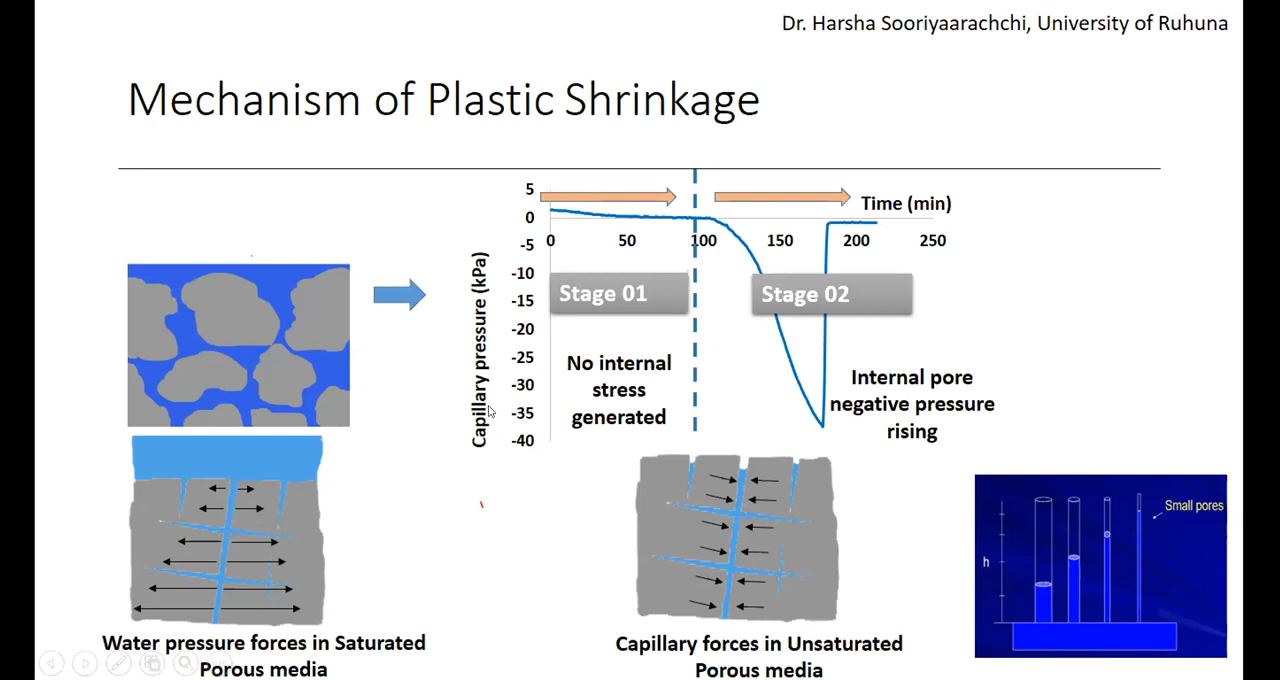 Dr. Harsha Sooriyaarachchi, University of Ruhuna
Mechanism of Plastic Shrinkage
Capillary pressure (kPa)
5
0
-5
-10
-15
-20
-25
-30
-35
-40
0 50 100 150 200 250
Time (min)
Stage 01
Stage 02
No internal
stress
generated
Internal pore
negative pressure
rising
Water pressure forces in Saturated
Porous media
Capillary forces in Unsaturated
Porous media
Small pores
h